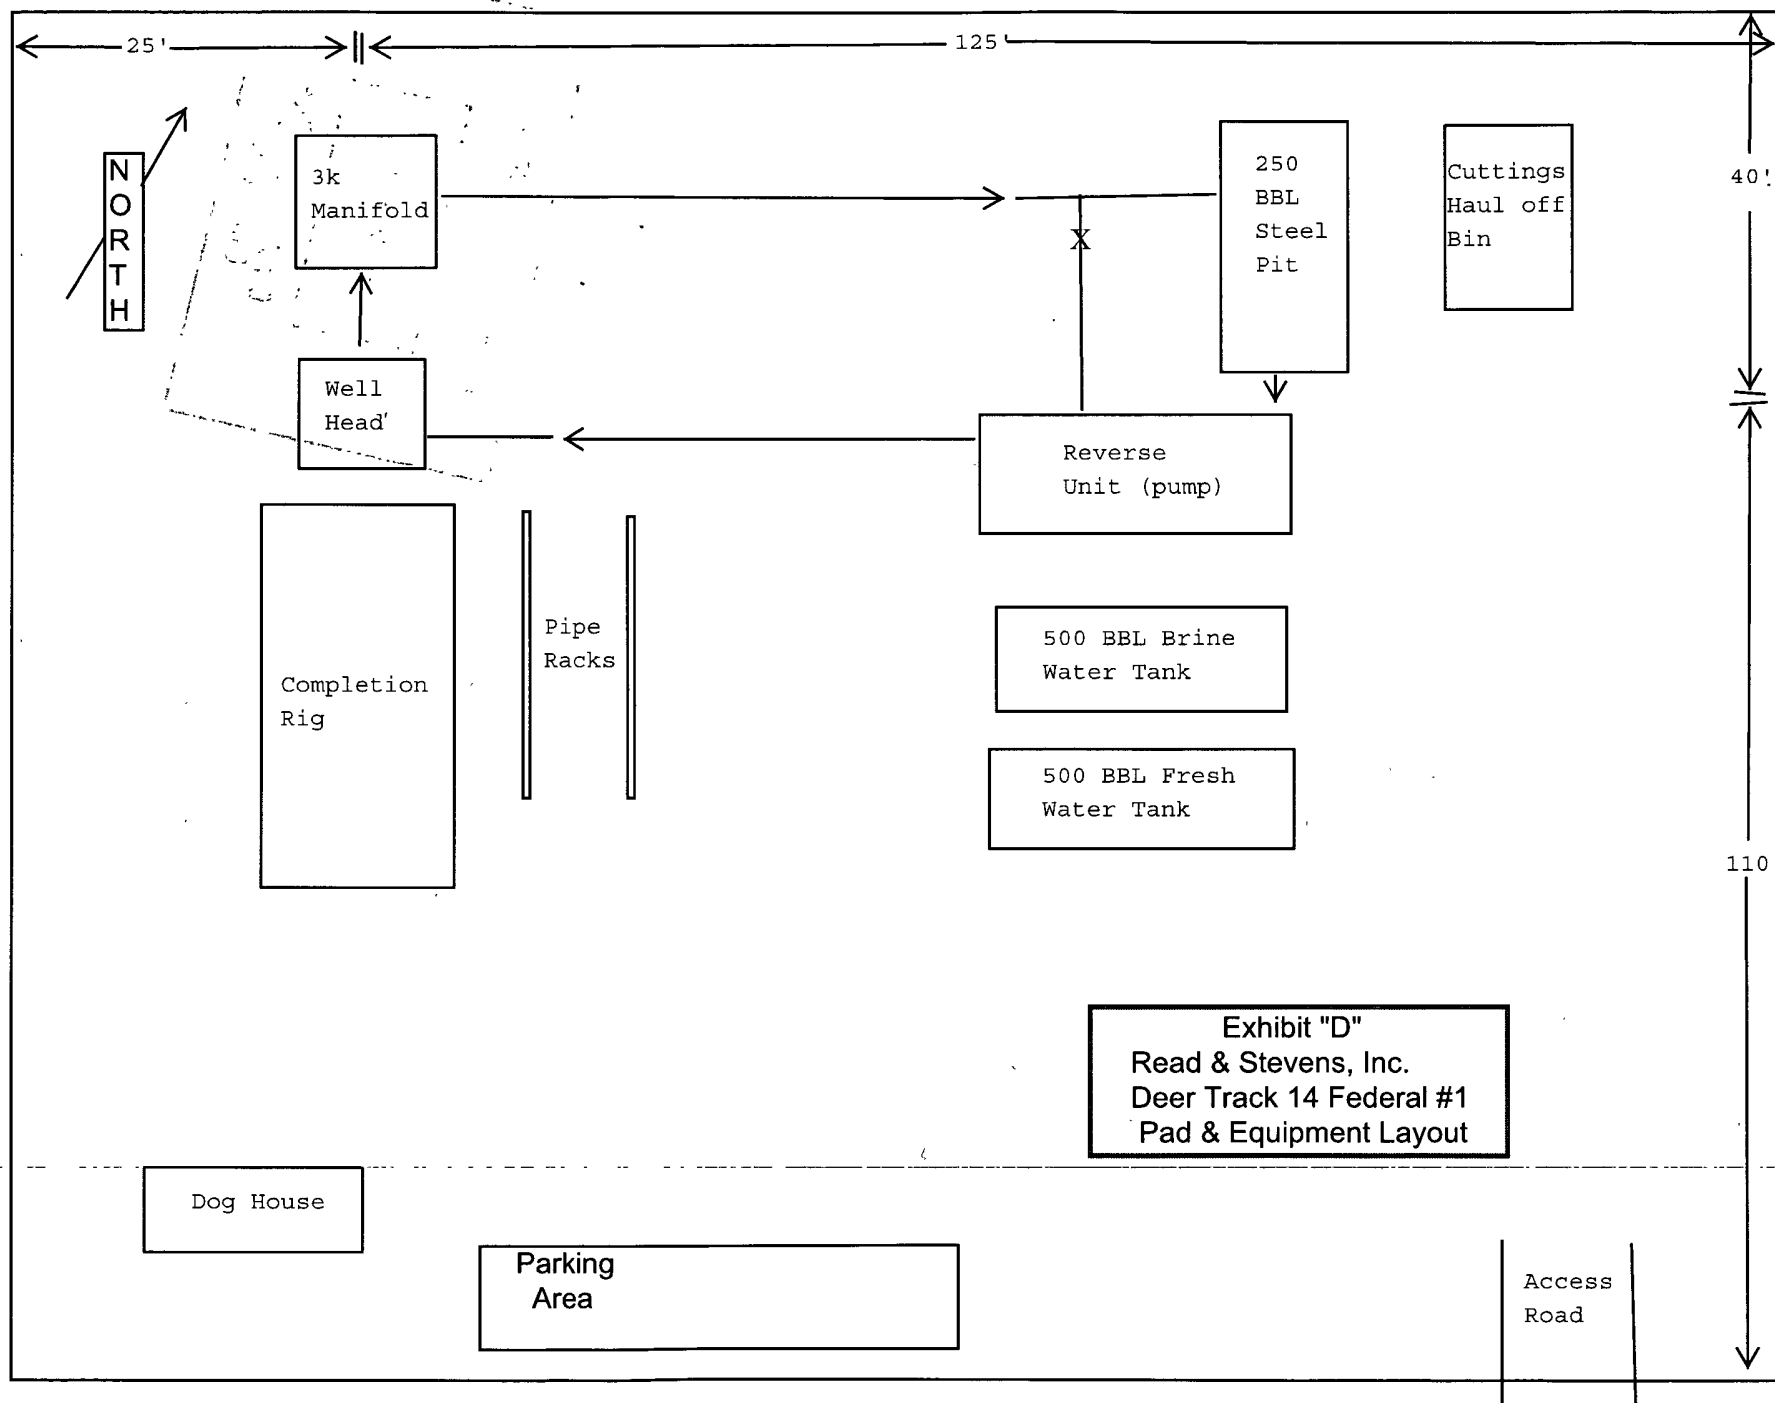 25'
125'
NORTH
3k
Manifold
250
BBL
Steel
Pit
Cuttings
Haul off
Bin
40'
X
Well
Head
Reverse
Unit (pump)
Pipe
Racks
500 BBL Brine
Water Tank
Completion
Rig
500 BBL Fresh
Water Tank
110
Exhibit "D"
Read & Stevens, Inc.
Deer Track 14 Federal #1
Pad & Equipment Layout
Dog House
Parking
Area
Access
Road